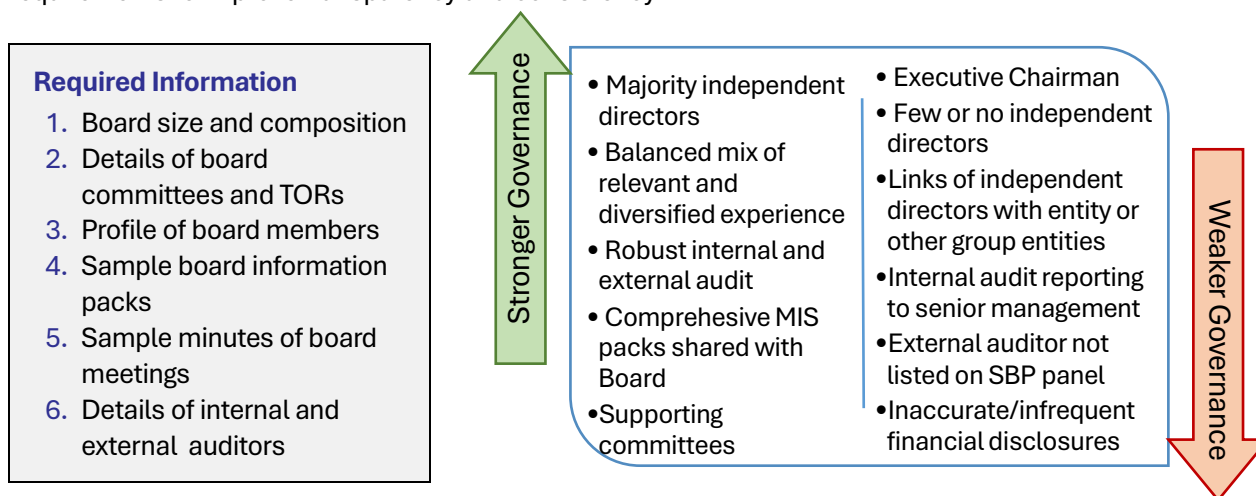 Required Information
1. Board size and composition
2. Details of board
committees and TORs
3. Profile of board members
4. Sample board information
packs
5. Sample minutes of board
meetings
6. Details of internal and
external auditors
Stronger Governance
• Majority independent
directors
• Balanced mix of
relevant and
diversified experience
• Robust internal and
external audit
• Comprehesive MIS
packs shared with
Board
•Supporting
committees
• Executive Chairman
• Few or no independent
directors
•Links of independent
directors with entity or
other group entities
•Internal audit reporting
to senior management
•External auditor not
listed on SBP panel
•Inaccurate/infrequent
financial disclosures
Weaker Governance